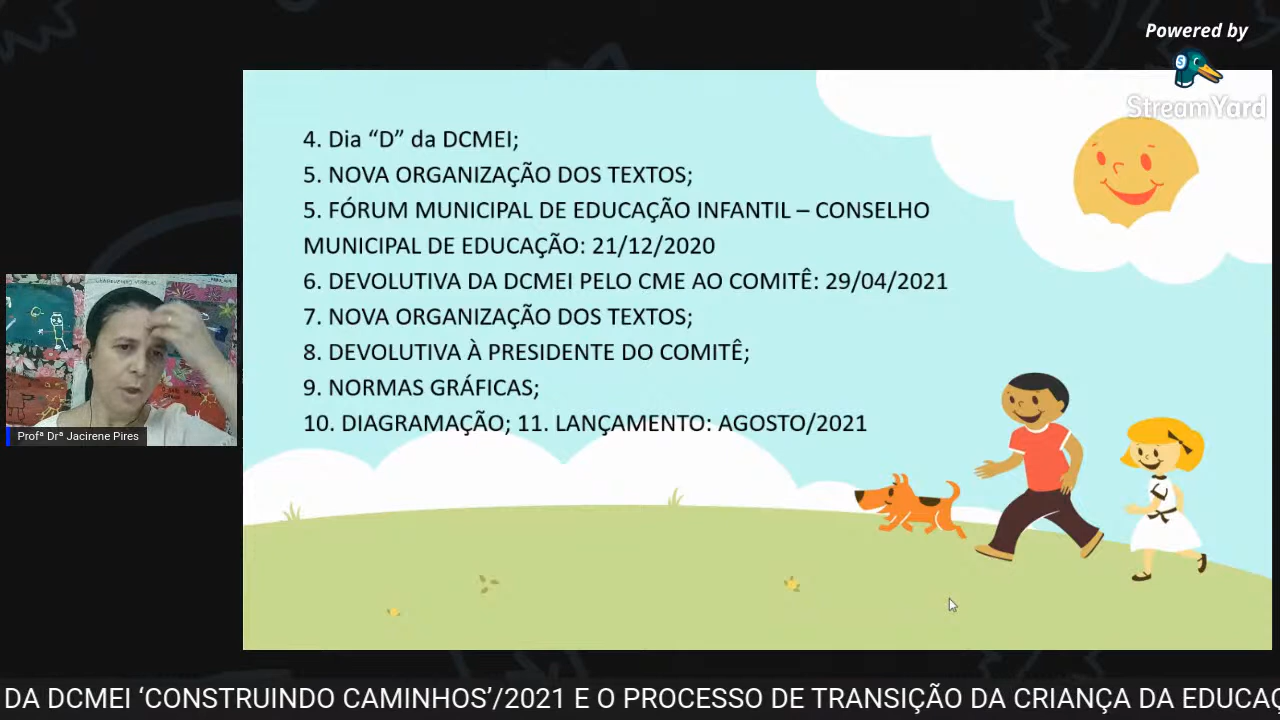 Powered by
StreamYard
4. Dia “D” da DCMEI;
5. NOVA ORGANIZAÇÃO DOS TEXTOS;
5. FÓRUM MUNICIPAL DE EDUCAÇÃO INFANTIL – CONSELHO
MUNICIPAL DE EDUCAÇÃO: 21/12/2020
6. DEVOLUTIVA DA DCMEI PELO CME AO COMITÊ: 29/04/2021
7. NOVA ORGANIZAÇÃO DOS TEXTOS;
8. DEVOLUTIVA À PRESIDENTE DO COMITÊ;
9. NORMAS GRÁFICAS;
10. DIAGRAMAÇÃO; 11. LANÇAMENTO: AGOSTO/2021
Profª Drª Jacirene Pires
DA DCMEI ‘CONSTRUINDO CAMINHOS’/2021 E O PROCESSO DE TRANSIÇÃO DA CRIANÇA DA EDUCAÇ